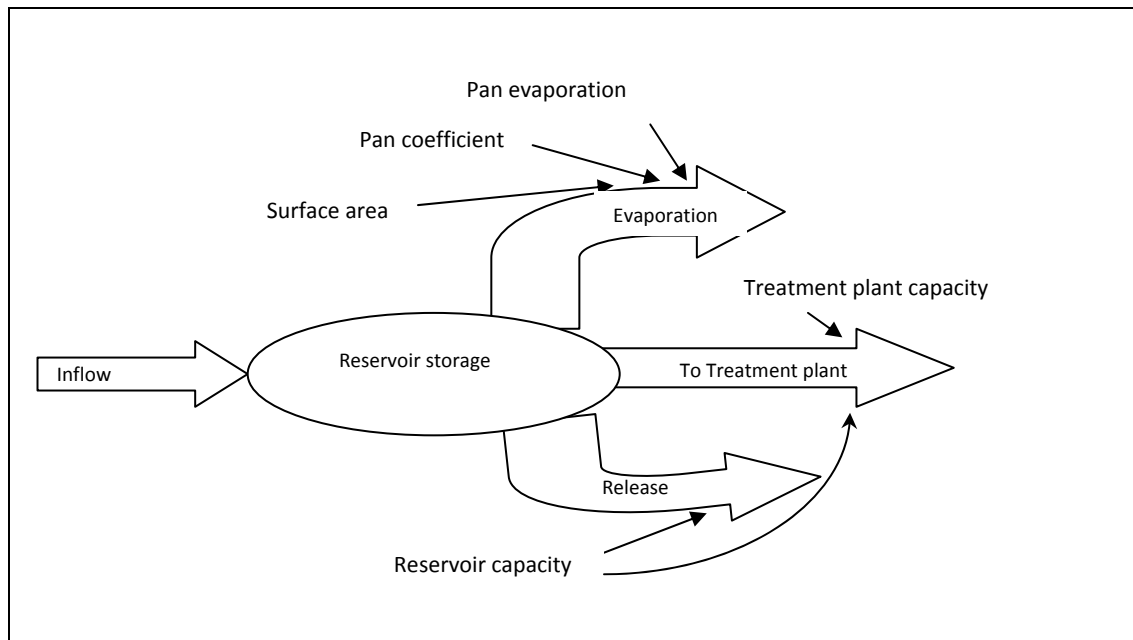 Pan evaporation
Pan coefficient
Surface area
Evaporation
Treatment plant capacity
Reservoir storage
To Treatment plant
Inflow
Release
Reservoir capacity